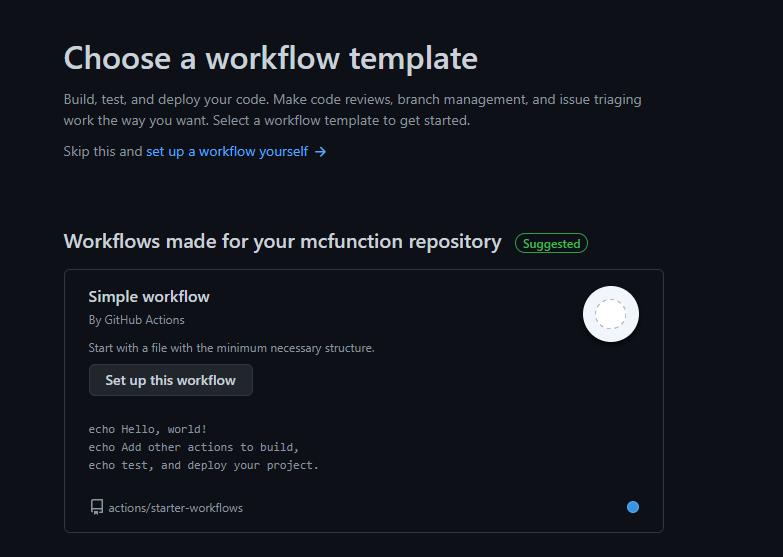 Choose a workflow template
Build, test, and deploy your code. Make code reviews, branch management, and issue triaging
work the way you want. Select a workflow template to get started.
Skip this and set up a workflow yourself →
Workflows made for your mcfunction repository Suggested
Simple workflow
By GitHub Actions
Start with a file with the minimum necessary structure.
Set up this workflow
echo Hello, world!
echo Add other actions to build,
echo test, and deploy your project.
actions/starter-workflows